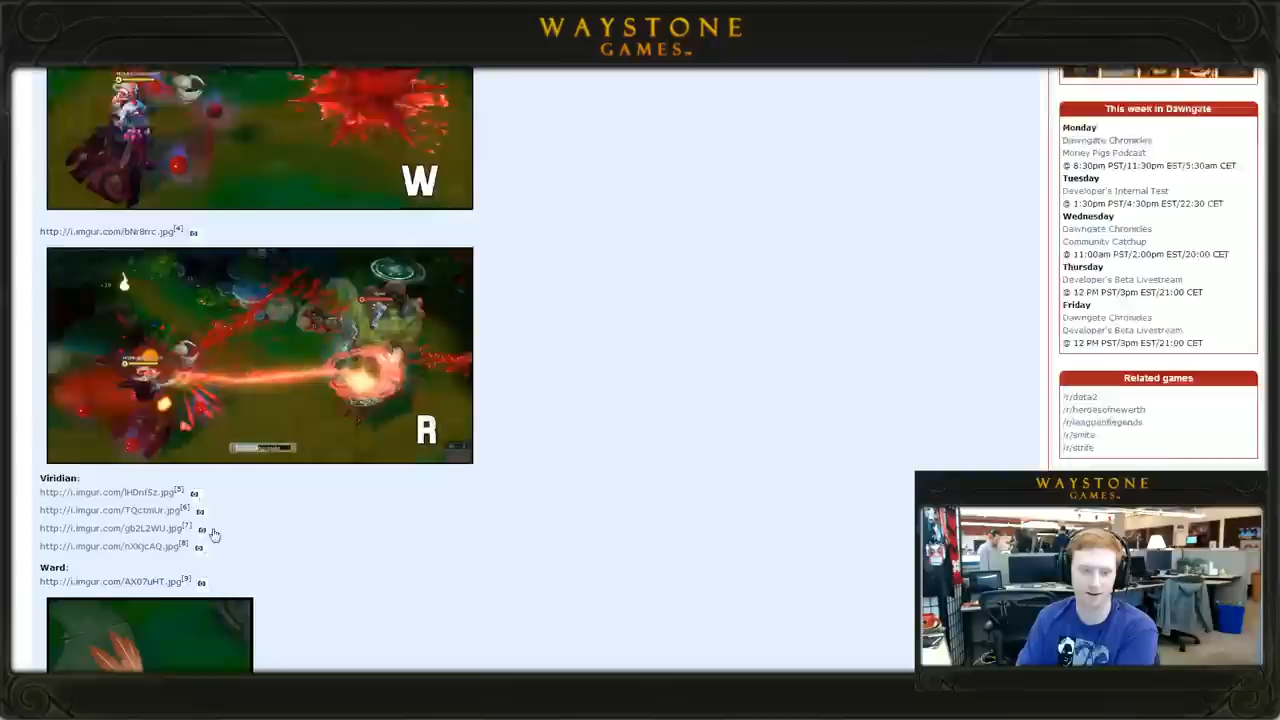 WAYSTONE
GAMES
W
http://i.imgur.com/bNr8rrc.jpg[4]
R
Viridian:
http://i.imgur.com/lHDnf5z.jpg[5]
http://i.imgur.com/TQctmUr.jpg[6]
http://i.imgur.com/gb2L2WU.jpg[7]
http://i.imgur.com/nXKjcAQ.jpg[8]
Ward:
http://i.imgur.com/AX07uHT.jpg[9]
This week in Dawngate
Monday
Dawngate Chronicles
Money Pigs Podcast
@ 8:30pm PST/11:30pm EST/5:30am CET
Tuesday
Developer's Internal Test
@ 1:30pm PST/4:30pm EST/22:30 CET
Wednesday
Dawngate Chronicles
Community Catchup
@ 11:00am PST/2:00pm EST/20:00 CET
Thursday
Developer's Beta Livestream
@ 12 PM PST/3pm EST/21:00 CET
Friday
Dawngate Chronicles
Developer's Beta Livestream
@ 12 PM PST/3pm EST/21:00 CET
Related games
/r/dota2
/r/heroesofnewerth
/r/leagueoflegends
/r/smite
/r/strife
WAYSTONE
GAMES